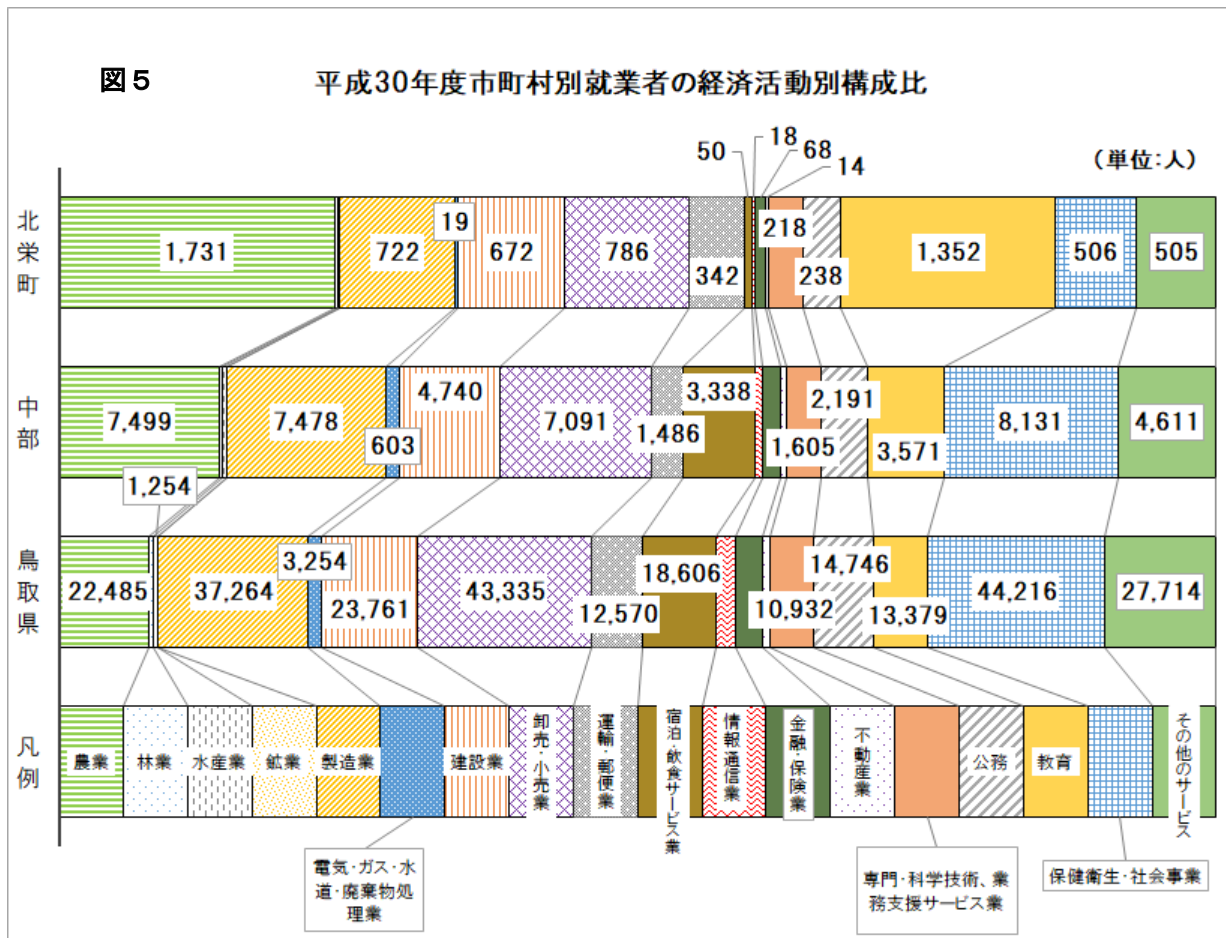 図5
平成30年度市町村別就業者の経済活動別構成比
(単位:人)
50
18
68
14
北栄町
1,731
722
19
672
786
342
218
238
1,352
506
505
中部
7,499
1,254
7,478
603
4,740
7,091
1,486
3,338
1,605
2,191
3,571
8,131
4,611
鳥取県
22,485
37,264
3,254
23,761
43,335
12,570
18,606
10,932
14,746
13,379
44,216
27,714
凡例
農業
林業
水産業
鉱業
製造業
建設業
卸売・小売業
運輸・郵便業
宿泊・飲食サービス業
情報通信業
金融・保険業
不動産業
公務
教育
その他のサービス
電気・ガス・水
道・廃棄物処
理業
専門・科学技術、業
務支援サービス業
保健衛生・社会事業